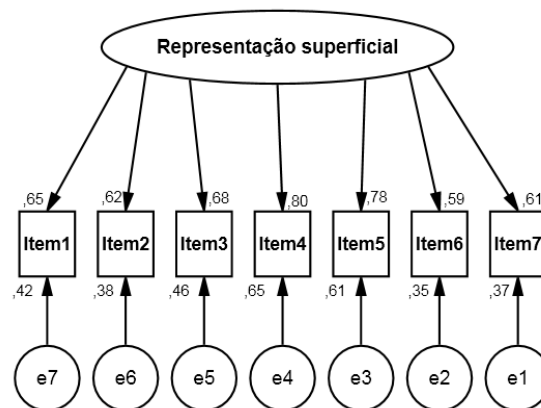 Representação superficial
,65 ,62 ,68 ,80 ,78 ,59 ,61
Item1 Item2 Item3 Item4 Item5 Item6 Item7
,42 ,38 ,46 ,65 ,61 ,35 ,37
e7 e6 e5 e4 e3 e2 e1